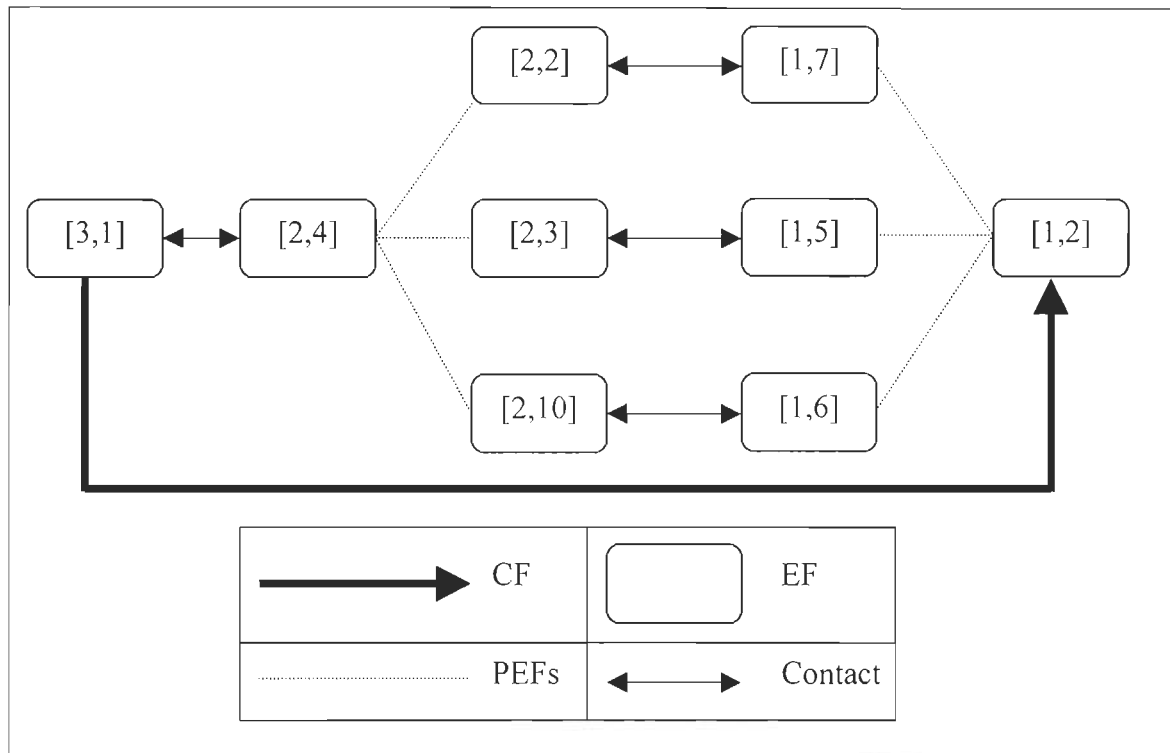 [2,2] [1,7]
[3,1] [2,4] [2,3] [1,5] [1,2]
[2,10] [1,6]
CF EF
PEFs Contact